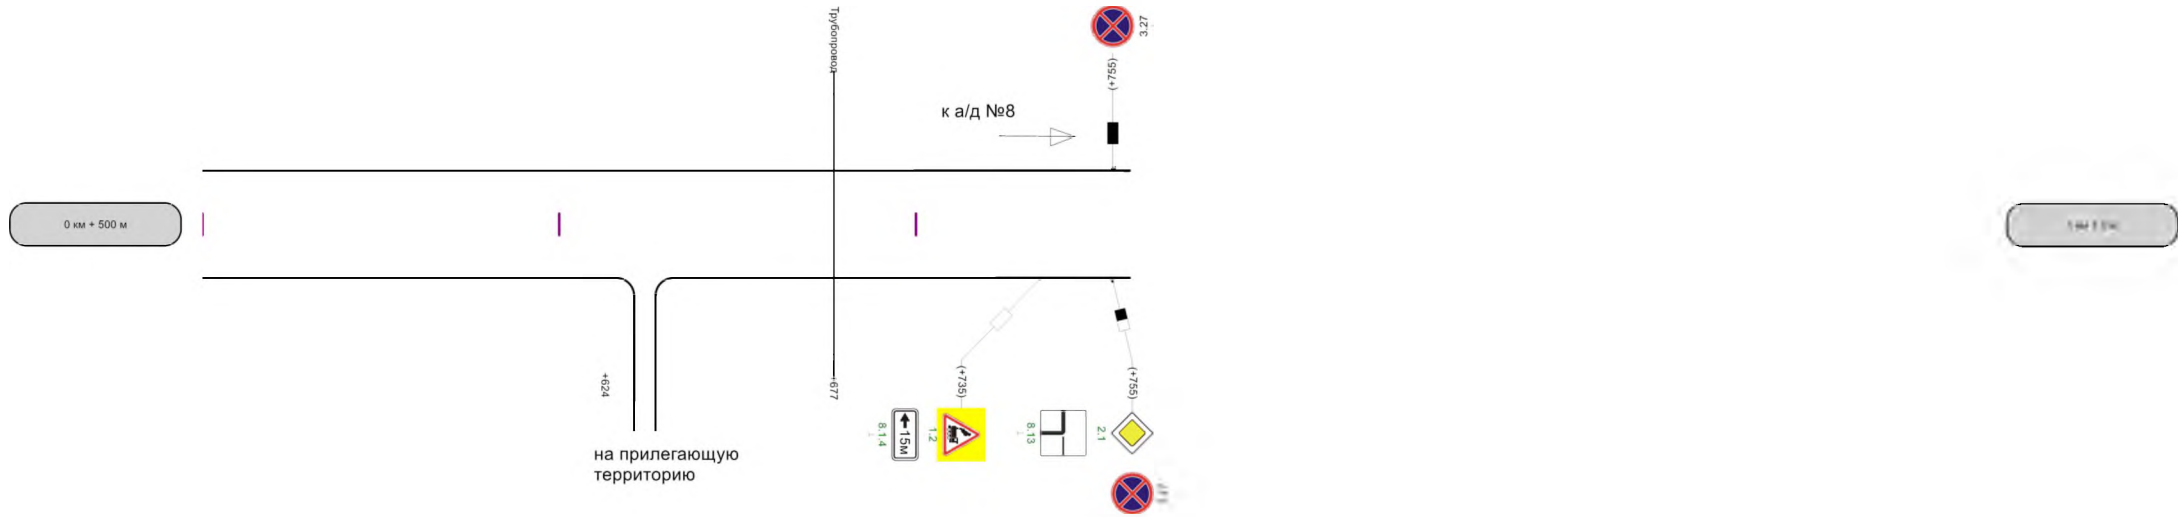 Трубопровод
3.27
(+755)
к а/д №8
0 км + 500 м
+624
+677
(+735)
(+755)
8.1.4
15м
1.2
8.13
2.1
на прилегающую
территорию